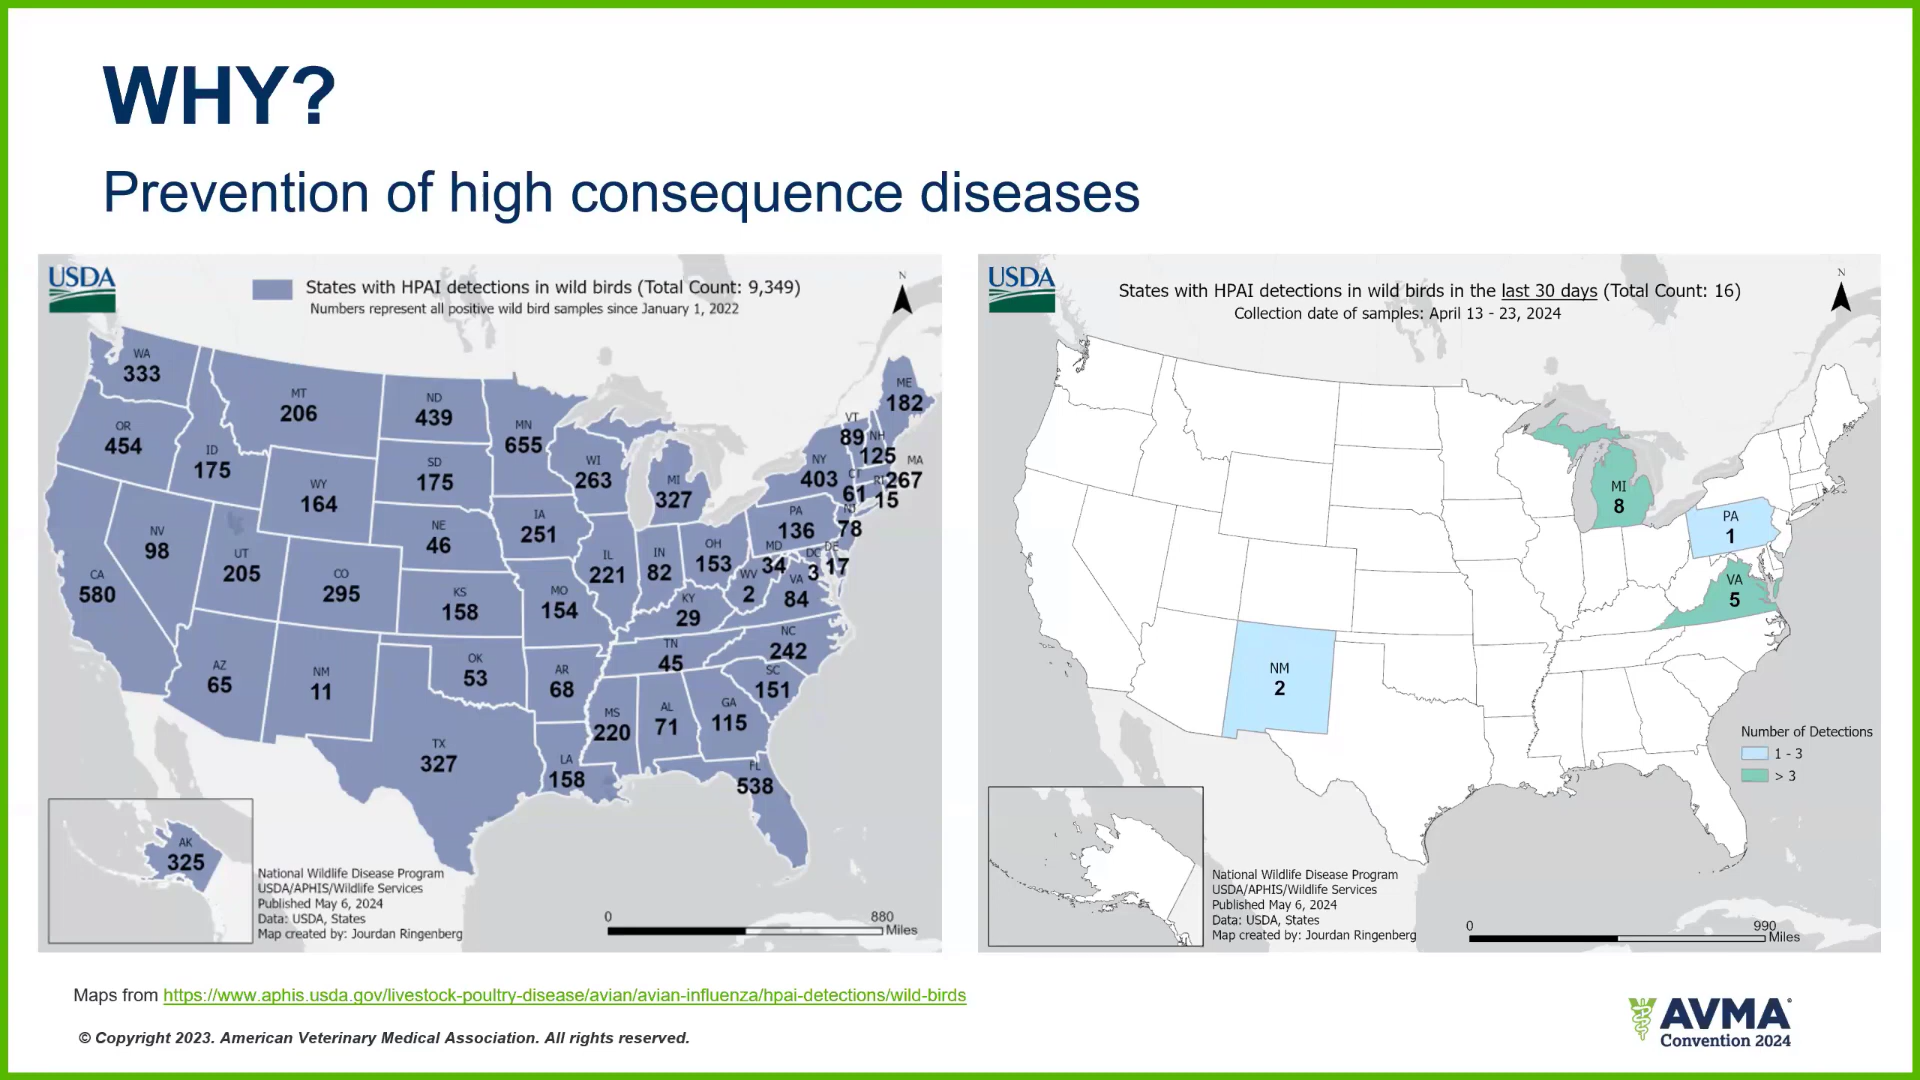 WHY?
Prevention of high consequence diseases
USDA
States with HPAI detections in wild birds (Total Count: 9,349)
Numbers represent all positive wild bird samples since January 1, 2022
N
WA
333
OR
454
CA
580
ID
175
NV
98
MT
206
WY
164
UT
205
AZ
65
CO
295
NM
11
ND
439
SD
175
NE
46
KS
158
OK
53
TX
327
MN
655
IA
251
MO
154
AR
68
LA
158
WI
263
IL
221
MS
220
MI
327
IN
82
KY
29
TN
45
AL
71
OH
153
WV
2
VA
84
NC
242
SC
151
GA
115
FL
538
PA
136
MD
34
DC
3
DE
17
NJ
78
NY
403
CT
61
RI
15
MA
267
VT
89
NH
125
ME
182
AK
325
National Wildlife Disease Program
USDA/APHIS/Wildlife Services
Published May 6, 2024
Data: USDA, States
Map created by: Jourdan Ringenberg
0 880
Miles
USDA
States with HPAI detections in wild birds in the last 30 days (Total Count: 16)
Collection date of samples: April 13 - 23, 2024
N
MI
8
PA
1
VA
5
NM
2
Number of Detections
1 - 3
> 3
National Wildlife Disease Program
USDA/APHIS/Wildlife Services
Published May 6, 2024
Data: USDA, States
Map created by: Jourdan Ringenberg
0 990
Miles
Maps from https://www.aphis.usda.gov/livestock-poultry-disease/avian/avian-influenza/hpai-detections/wild-birds
© Copyright 2023. American Veterinary Medical Association. All rights reserved.
AVMA
Convention 2024